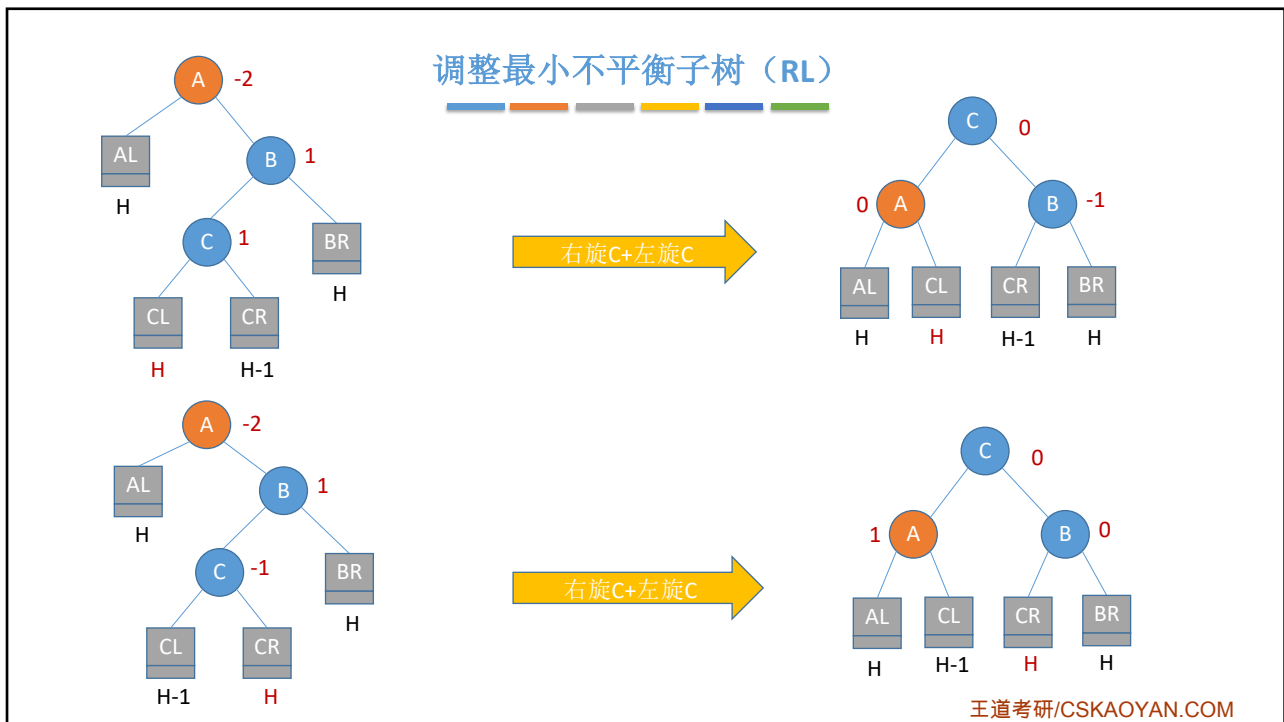 调整最小不平衡子树（RL）
A -2
AL
H
B 1
C 1
BR
H
CL
H
CR
H-1
右旋C+左旋C
C 0
0 A
B -1
AL CL CR BR
H H H-1 H
A -2
AL
H
B 1
C -1
BR
H
CL
H-1
CR
H
右旋C+左旋C
C 0
1 A
B 0
AL CL CR BR
H H-1 H H
王道考研/CSKAOYAN.COM